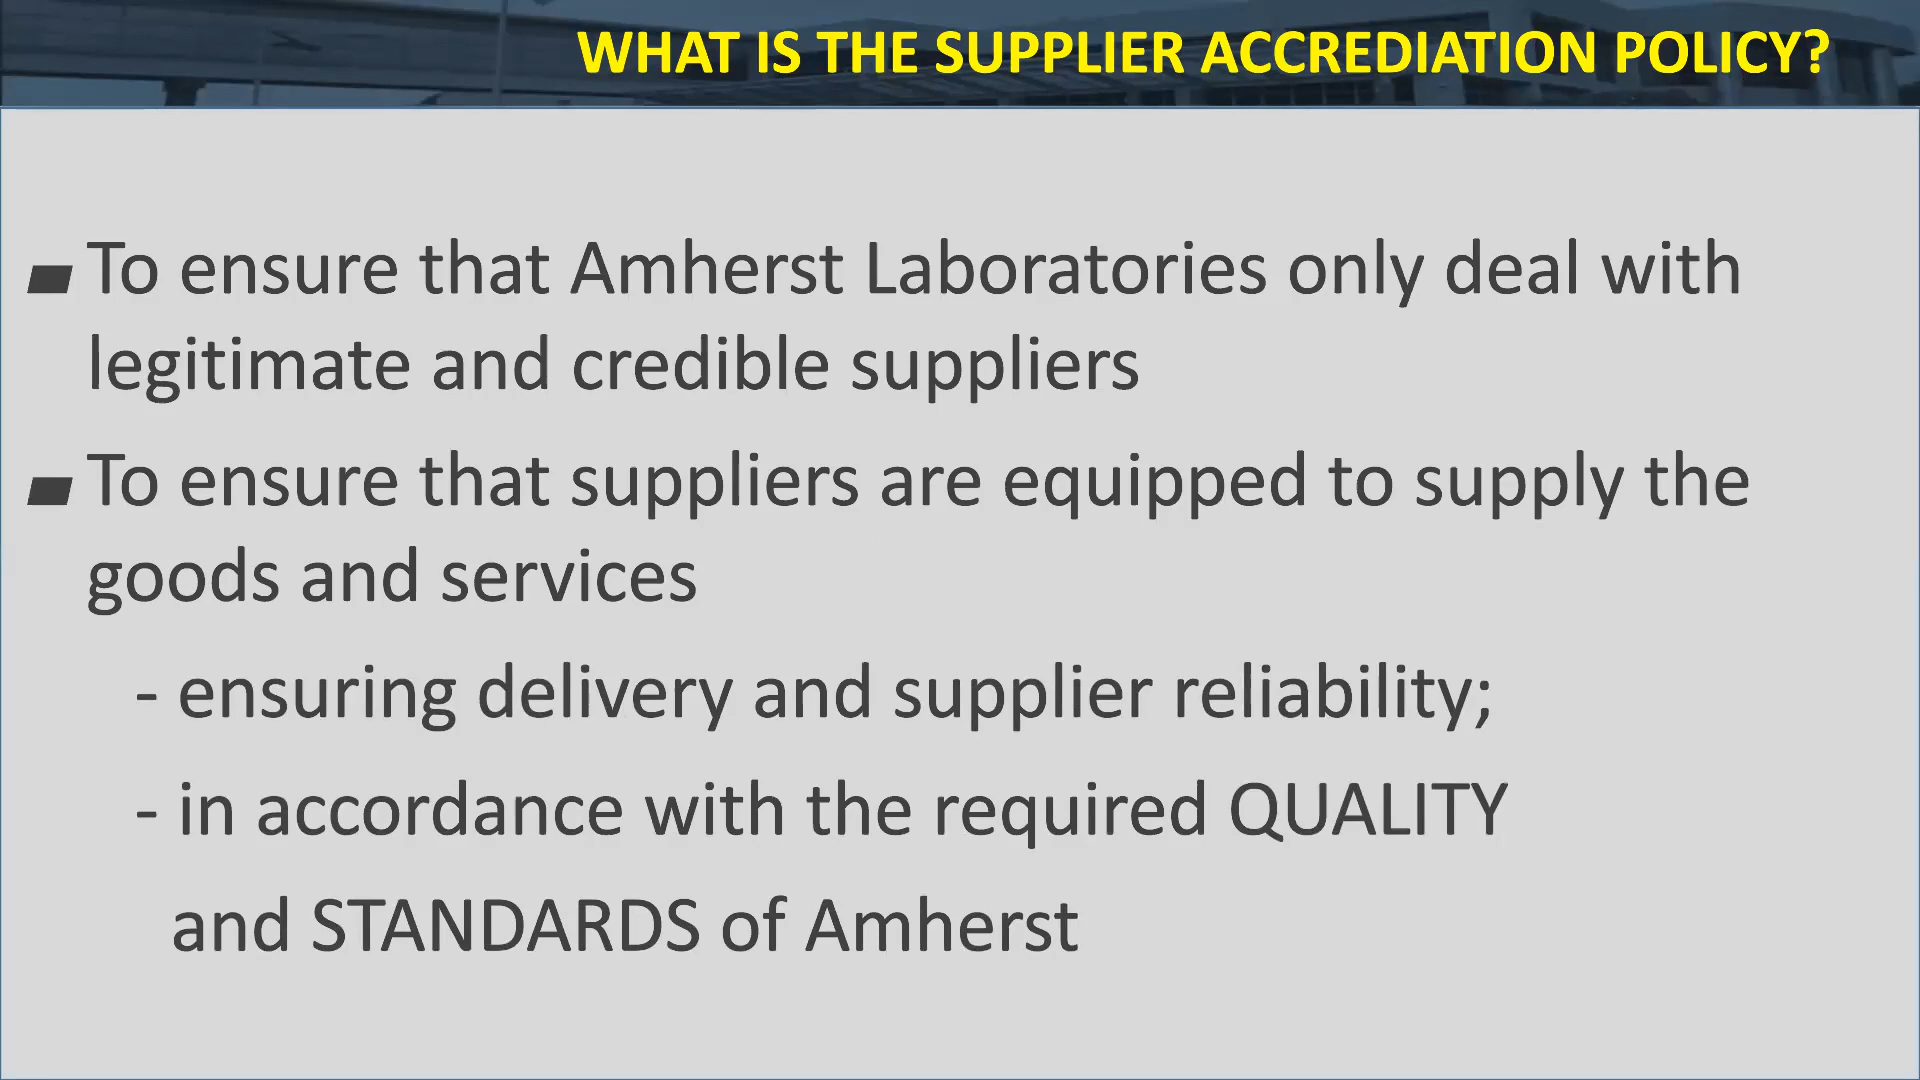 WHAT IS THE SUPPLIER ACCREDIATION POLICY?
To ensure that Amherst Laboratories only deal with
legitimate and credible suppliers
To ensure that suppliers are equipped to supply the
goods and services
- ensuring delivery and supplier reliability;
- in accordance with the required QUALITY
and STANDARDS of Amherst